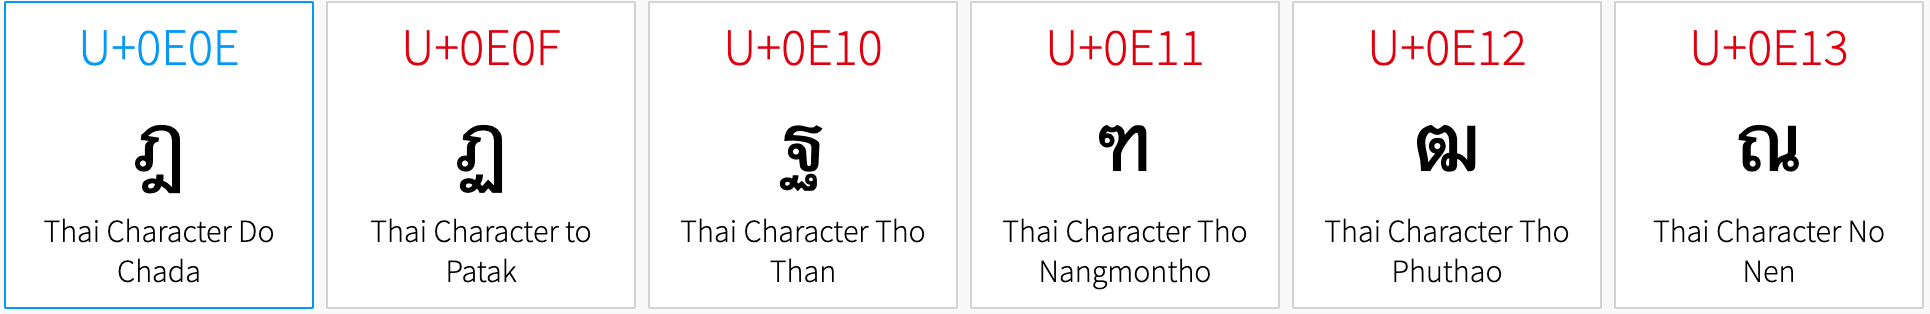 U+0E0E
ฎ
Thai Character Do
Chada
U+0E0F
ฏ
Thai Character to
Patak
U+0E10
ฐ
Thai Character Tho
Than
U+0E11
ฑ
Thai Character Tho
Nangmontho
U+0E12
ฒ
Thai Character Tho
Phuthao
U+0E13
ณ
Thai Character No
Nen